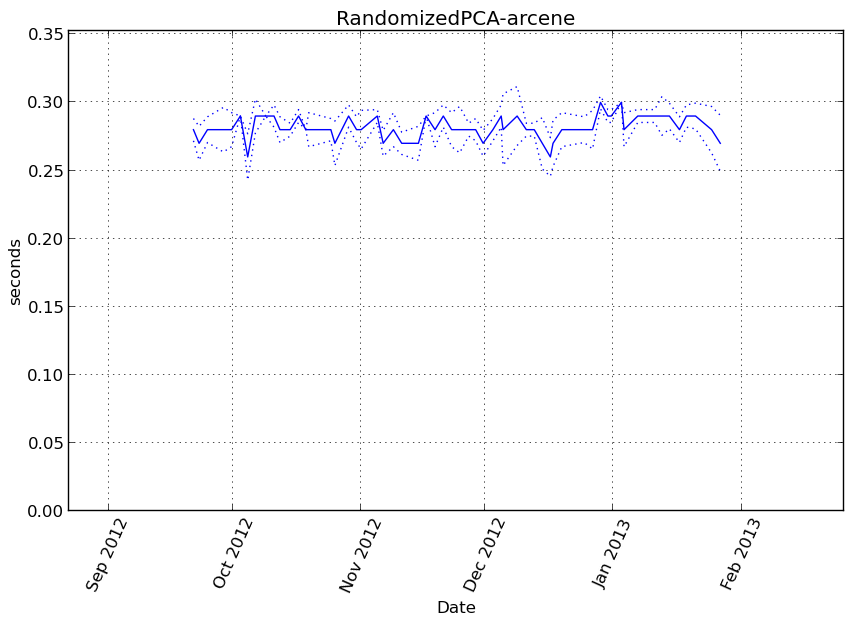 RandomizedPCA-arcene
0.35
0.30
0.25
0.20
0.15
0.10
0.05
0.00
seconds
Sep 2012
Oct 2012
Nov 2012
Dec 2012
Jan 2013
Feb 2013
Date